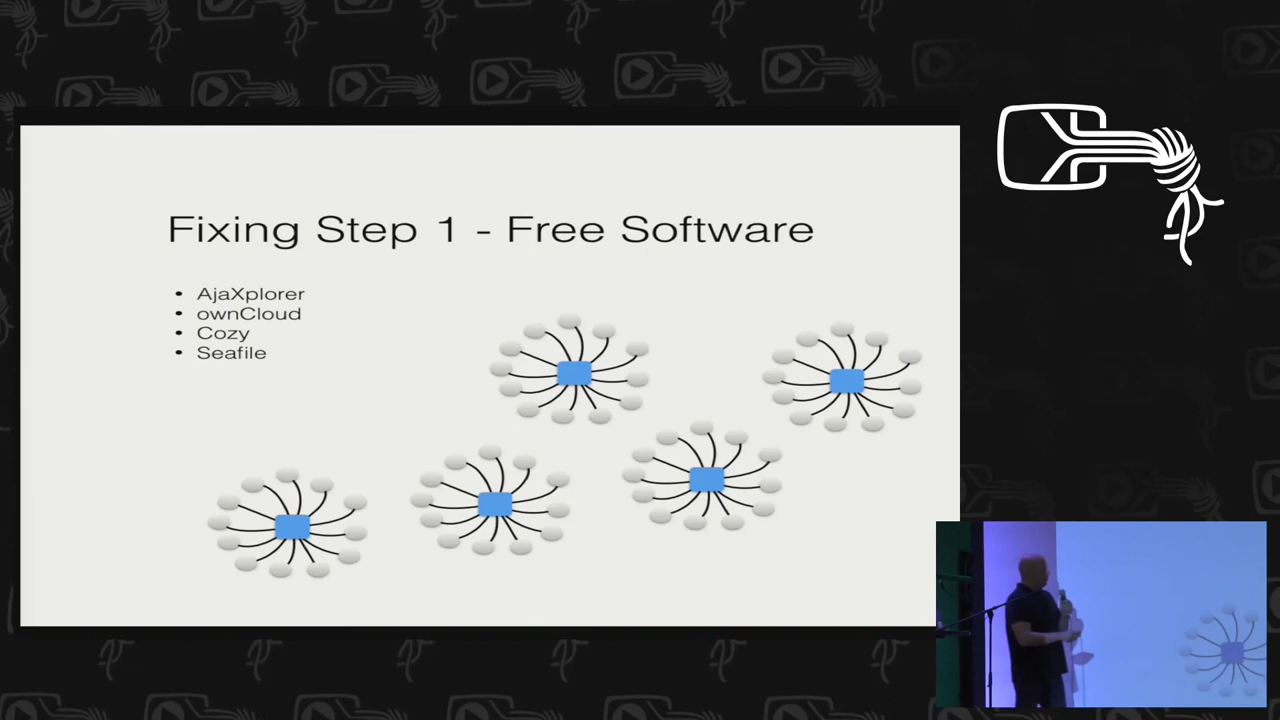 Fixing Step 1 - Free Software
• AjaXplorer
• ownCloud
• Cozy
• Seafile